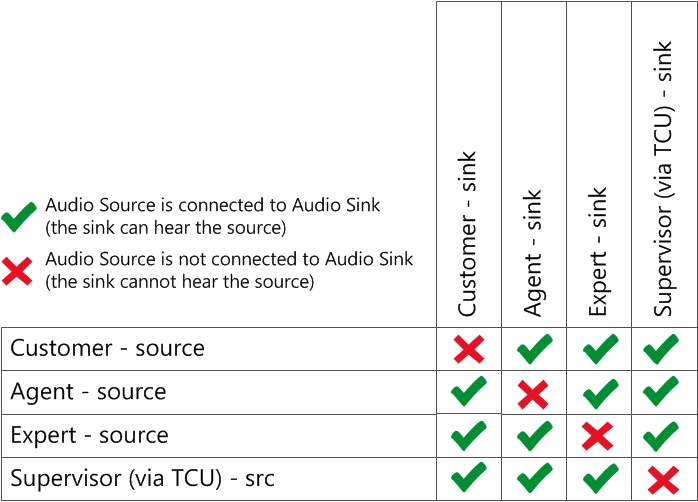 Customer - sink
Agent - sink
Expert - sink
Supervisor (via TCU) - sink
Audio Source is connected to Audio Sink
(the sink can hear the source)
Audio Source is not connected to Audio Sink
(the sink cannot hear the source)
Customer - source
Agent - source
Expert - source
Supervisor (via TCU) - src